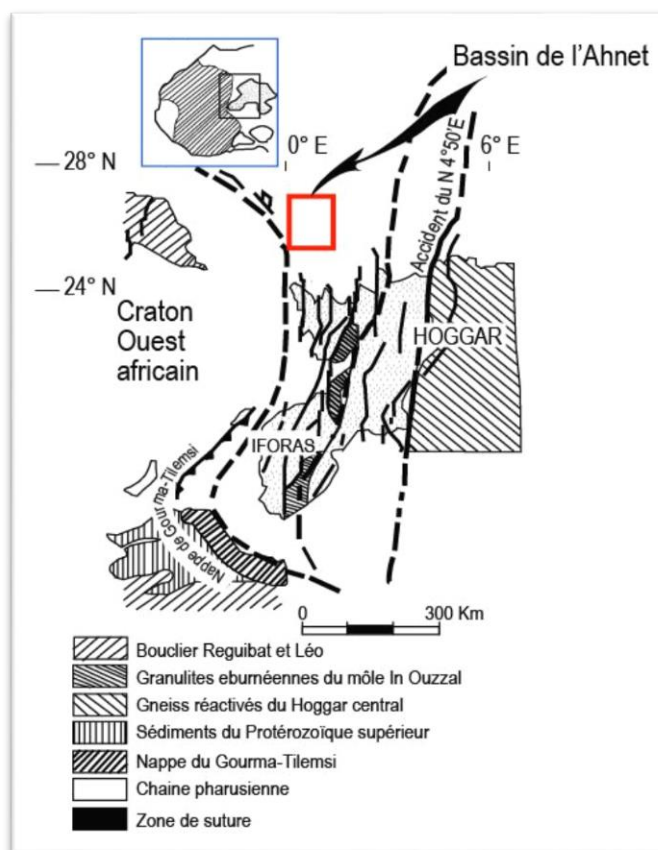 Bassin de l'Ahnet
0° E
6° E
28° N
Accident du N 4°50'E
24° N
Craton
Ouest
africain
HOGGAR
IFORAS
Nappe de Gourma-Tilemsi
0
300 Km
Bouclier Reguibat et Léo
Granulites eburnéennes du môle In Ouzzal
Gneiss réactivés du Hoggar central
Sédiments du Protérozoïque supérieur
Nappe du Gourma-Tilemsi
Chaine pharusienne
Zone de suture